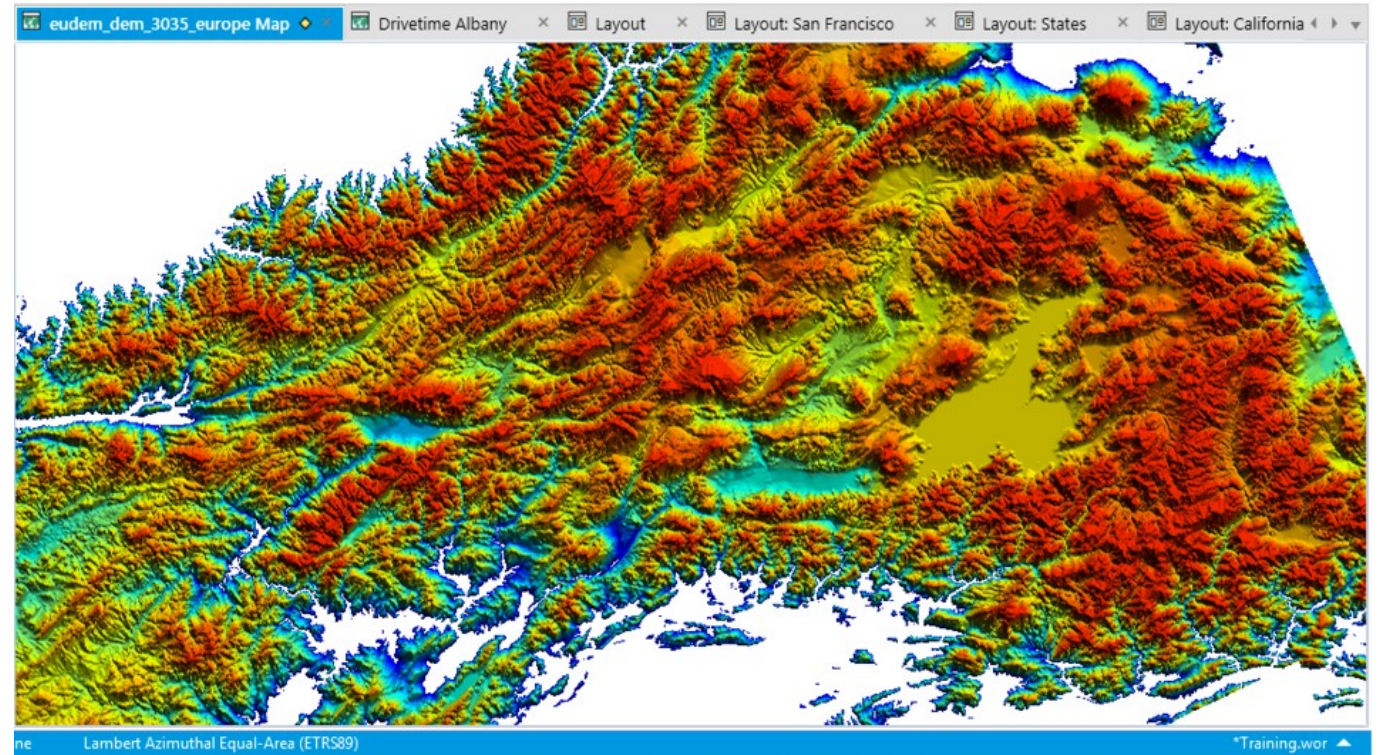 eudem_dem_3035_europe Map Drivetime Albany Layout Layout: San Francisco Layout: States Layout: California
ne Lambert Azimuthal Equal-Area (ETRS89) *Training.wor